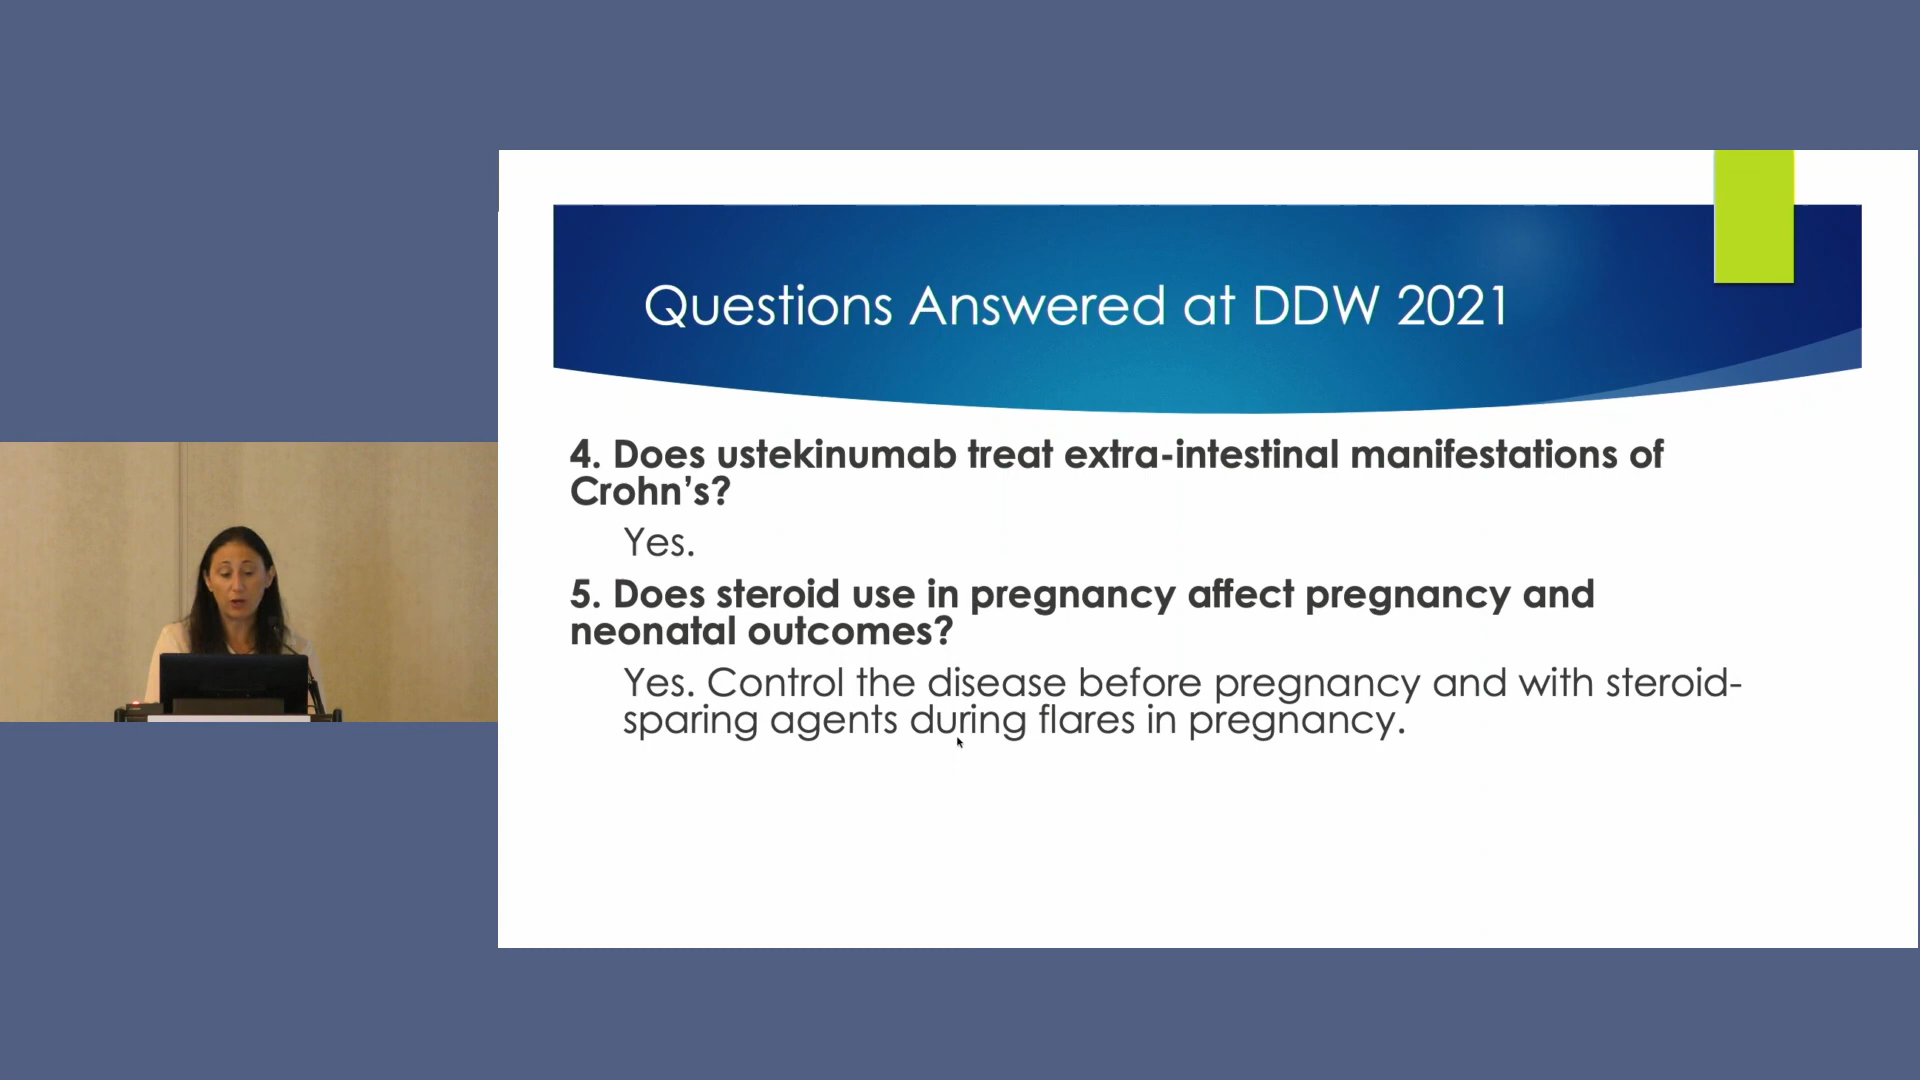 Questions Answered at DDW 2021
4. Does ustekinumab treat extra-intestinal manifestations of
Crohn’s?
Yes.
5. Does steroid use in pregnancy affect pregnancy and
neonatal outcomes?
Yes. Control the disease before pregnancy and with steroid-
sparing agents during flares in pregnancy.